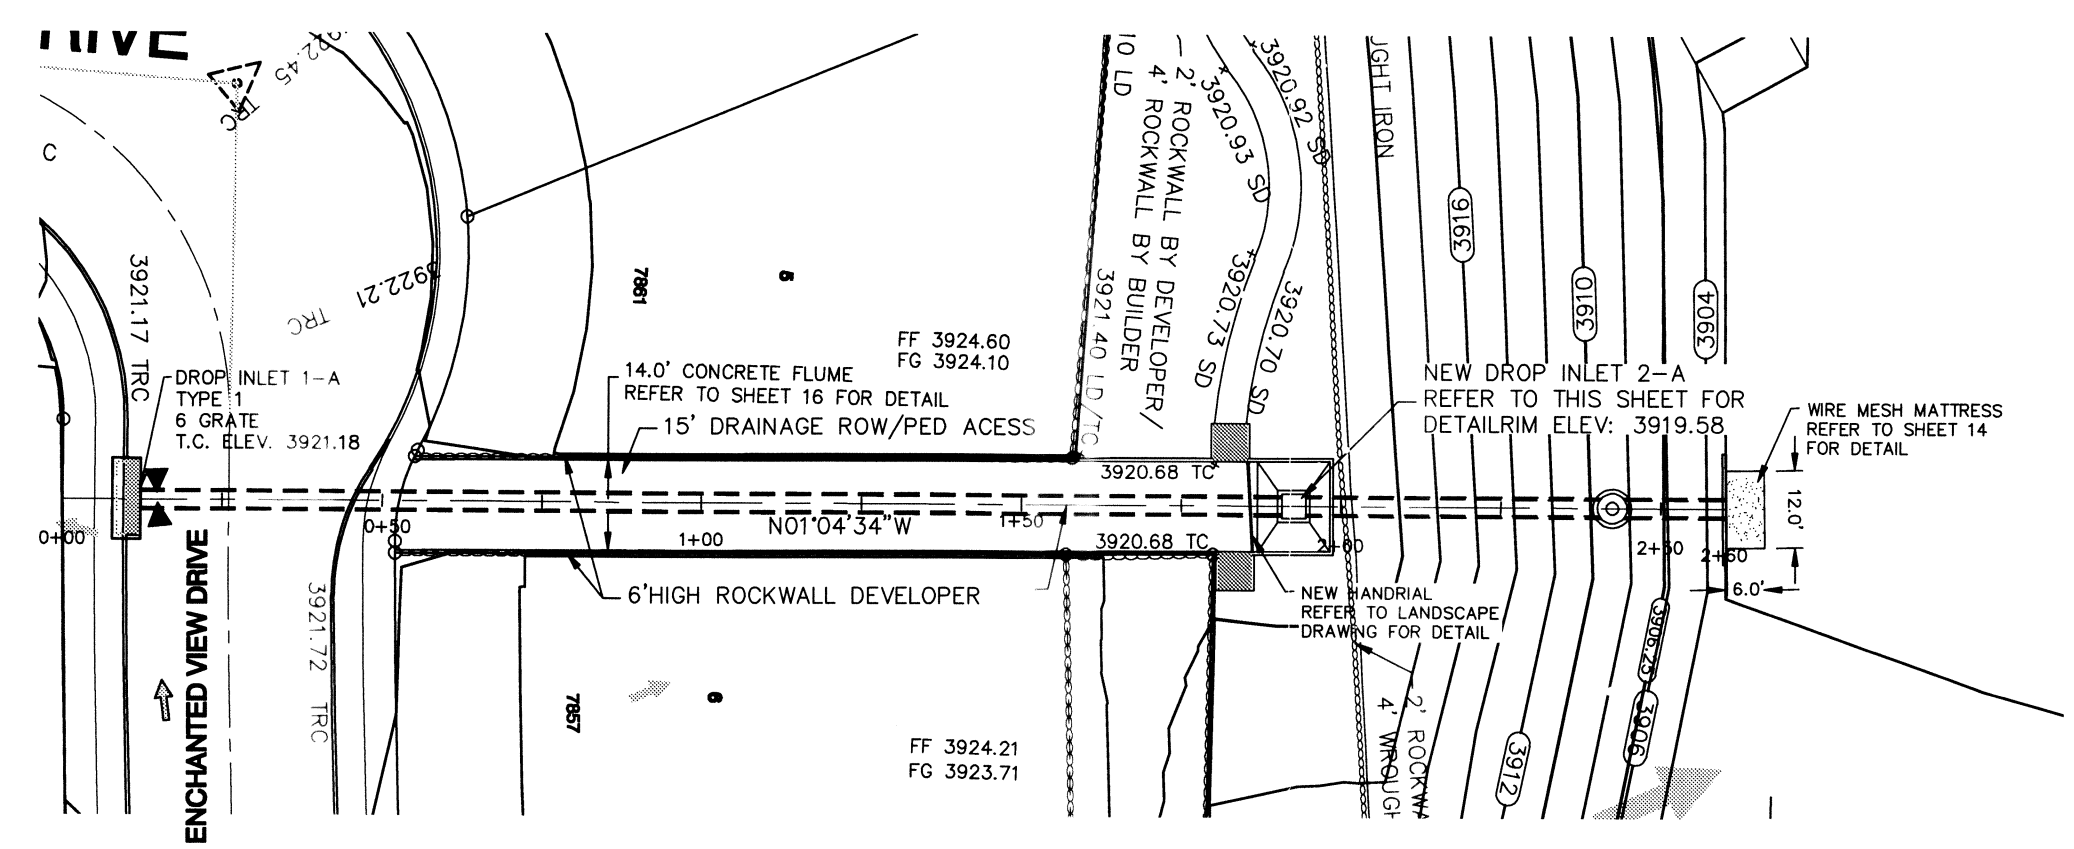 RIVE
3922.45
TRC
C
3921.17 TRC
3922.21
TRC
DROP INLET 1-A
TYPE 1
6 GRATE
T.C. ELEV. 3921.18
0+00
ENCHANTED VIEW DRIVE
3921.72 TRC
0+50
7861
5
FF 3924.60
FG 3924.10
14.0' CONCRETE FLUME
REFER TO SHEET 16 FOR DETAIL
15' DRAINAGE ROW/PED ACESS
1+00
N01°04'34"W
1+50
6'HIGH ROCKWALL DEVELOPER
7857
6
FF 3924.21
FG 3923.71
10 LD
2' ROCKWALL BY DEVELOPER/
4' ROCKWALL BY BUILDER
3921.40 LD/TC
3920.93 SD
3920.92 SD
3920.73 SD
3920.70 SD
UGHT IRON
3920.68 TC
3920.68 TC
2+00
NEW DROP INLET 2-A
REFER TO THIS SHEET FOR
DETAILRIM ELEV: 3919.58
NEW HANDRIAL
REFER TO LANDSCAPE
DRAWING FOR DETAIL
2' ROCKWA
4' WROUGH
3916
3910
3904
3912
3906.25
3906
2+50
2+60
WIRE MESH MATTRESS
REFER TO SHEET 14
FOR DETAIL
12.0'
6.0'